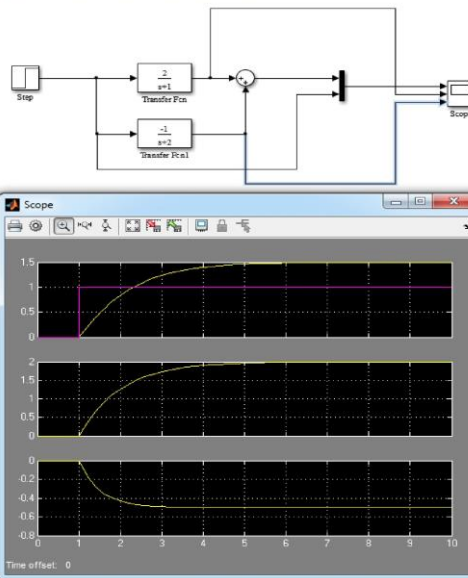 2
s+1
Step
Transfer Fcn
+
+
Scop
-1
s+2
Transfer Fcn1
Scope
1.5
1
0.5
0
2
1.5
1
0.5
0
0
-0.2
-0.4
-0.6
-0.8
0 1 2 3 4 5 6 7 8 9 10
Time offset: 0